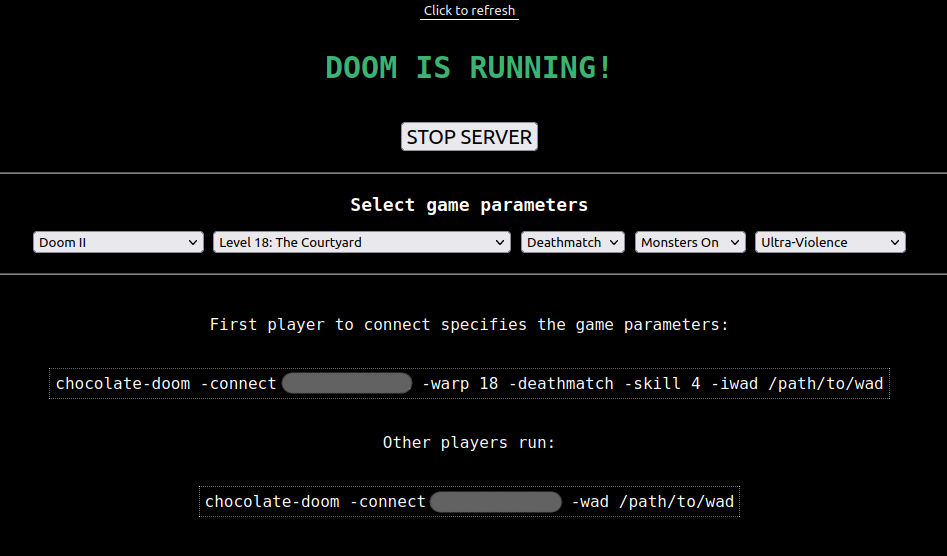 Click to refresh
DOOM IS RUNNING!
STOP SERVER
Select game parameters
Doom II Level 18: The Courtyard Deathmatch Monsters On Ultra-Violence
First player to connect specifies the game parameters:
chocolate-doom -connect -warp 18 -deathmatch -skill 4 -iwad /path/to/wad
Other players run:
chocolate-doom -connect -wad /path/to/wad